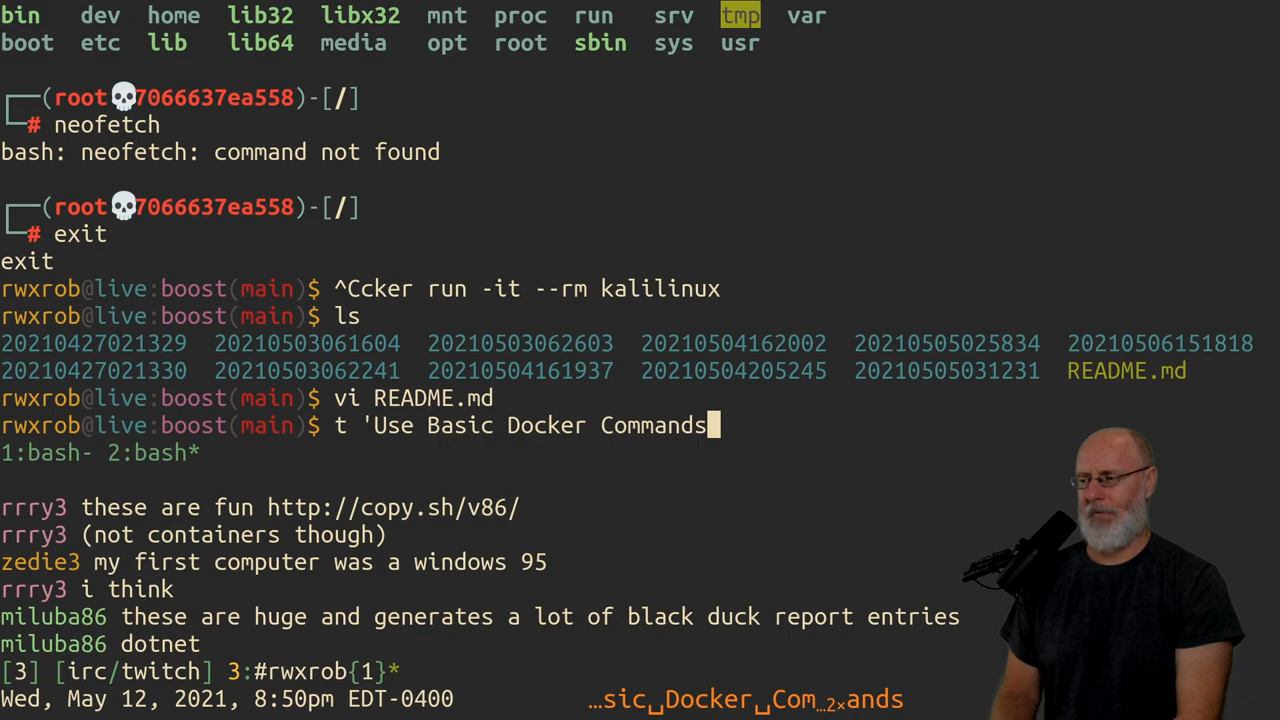 bin dev home lib32 libx32 mnt proc run srv tmp var
boot etc lib lib64 media opt root sbin sys usr
┌──(root💀7066637ea558)-[/]
└─# neofetch
bash: neofetch: command not found
┌──(root💀7066637ea558)-[/]
└─# exit
exit
rwxrob@live:boost(main)$ ^Ccker run -it --rm kalilinux
rwxrob@live:boost(main)$ ls
20210427021329 20210503061604 20210503062603 20210504162002 20210505025834 20210506151818
20210427021330 20210503062241 20210504161937 20210504205245 20210505031231 README.md
rwxrob@live:boost(main)$ vi README.md
rwxrob@live:boost(main)$ t 'Use Basic Docker Commands
1:bash- 2:bash*
rrry3 these are fun http://copy.sh/v86/
rrry3 (not containers though)
zedie3 my first computer was a windows 95
rrry3 i think
miluba86 these are huge and generates a lot of black duck report entries
miluba86 dotnet
[3] [irc/twitch] 3:#rwxrob{1}*
Wed, May 12, 2021, 8:50pm EDT-0400 …sic␣Docker␣Com…2×ands